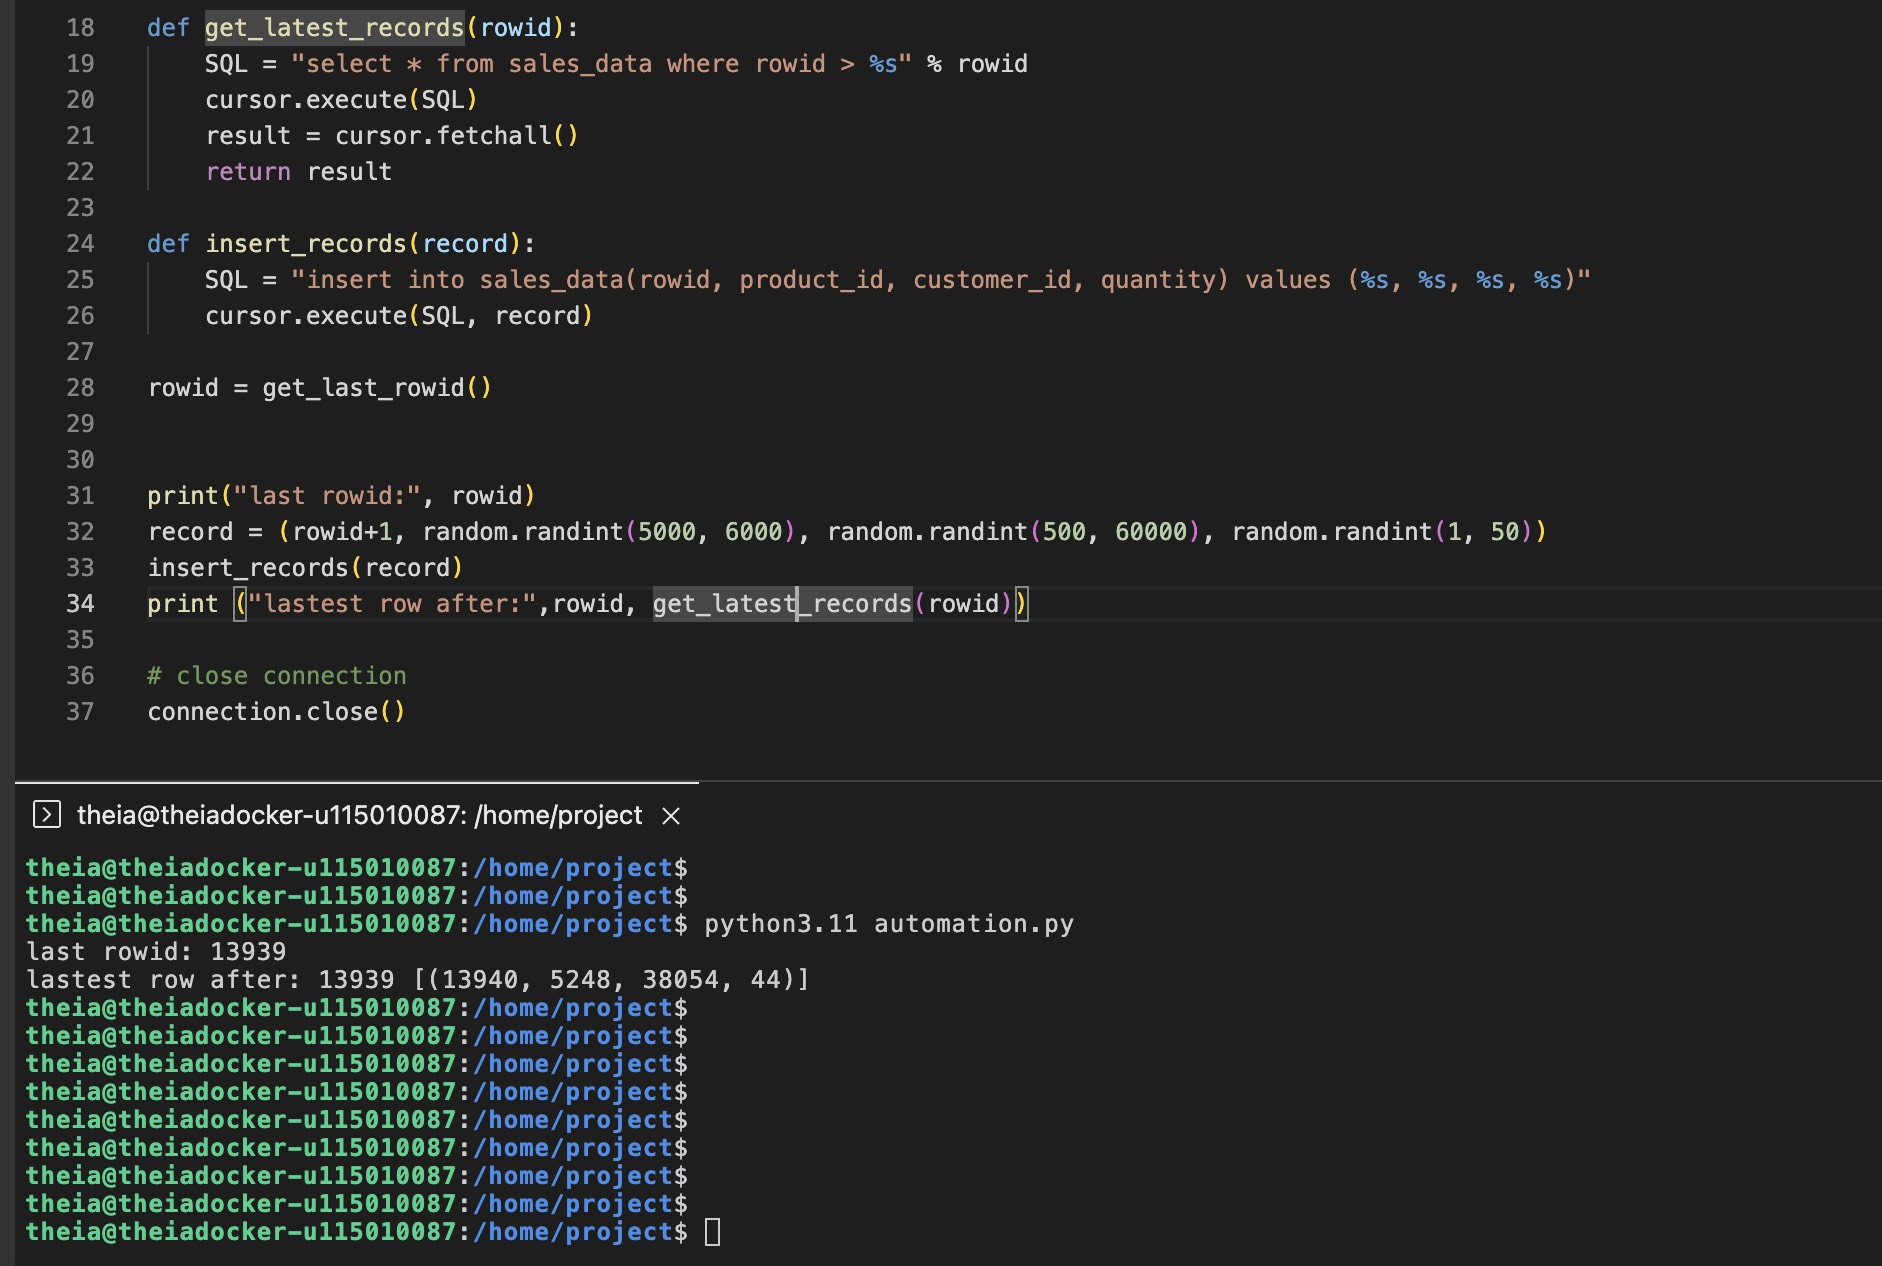 18 def get_latest_records(rowid):
19 SQL = "select * from sales_data where rowid > %s" % rowid
20 cursor.execute(SQL)
21 result = cursor.fetchall()
22 return result
23
24 def insert_records(record):
25 SQL = "insert into sales_data(rowid, product_id, customer_id, quantity) values (%s, %s, %s, %s)"
26 cursor.execute(SQL, record)
27
28 rowid = get_last_rowid()
29
30
31 print("last rowid:", rowid)
32 record = (rowid+1, random.randint(5000, 6000), random.randint(500, 60000), random.randint(1, 50))
33 insert_records(record)
34 print ("lastest row after:",rowid, get_latest_records(rowid))
35
36 # close connection
37 connection.close()
theia@theiadocker-u115010087: /home/project
theia@theiadocker-u115010087:/home/project$
theia@theiadocker-u115010087:/home/project$
theia@theiadocker-u115010087:/home/project$ python3.11 automation.py
last rowid: 13939
lastest row after: 13939 [(13940, 5248, 38054, 44)]
theia@theiadocker-u115010087:/home/project$
theia@theiadocker-u115010087:/home/project$
theia@theiadocker-u115010087:/home/project$
theia@theiadocker-u115010087:/home/project$
theia@theiadocker-u115010087:/home/project$
theia@theiadocker-u115010087:/home/project$
theia@theiadocker-u115010087:/home/project$
theia@theiadocker-u115010087:/home/project$
theia@theiadocker-u115010087:/home/project$